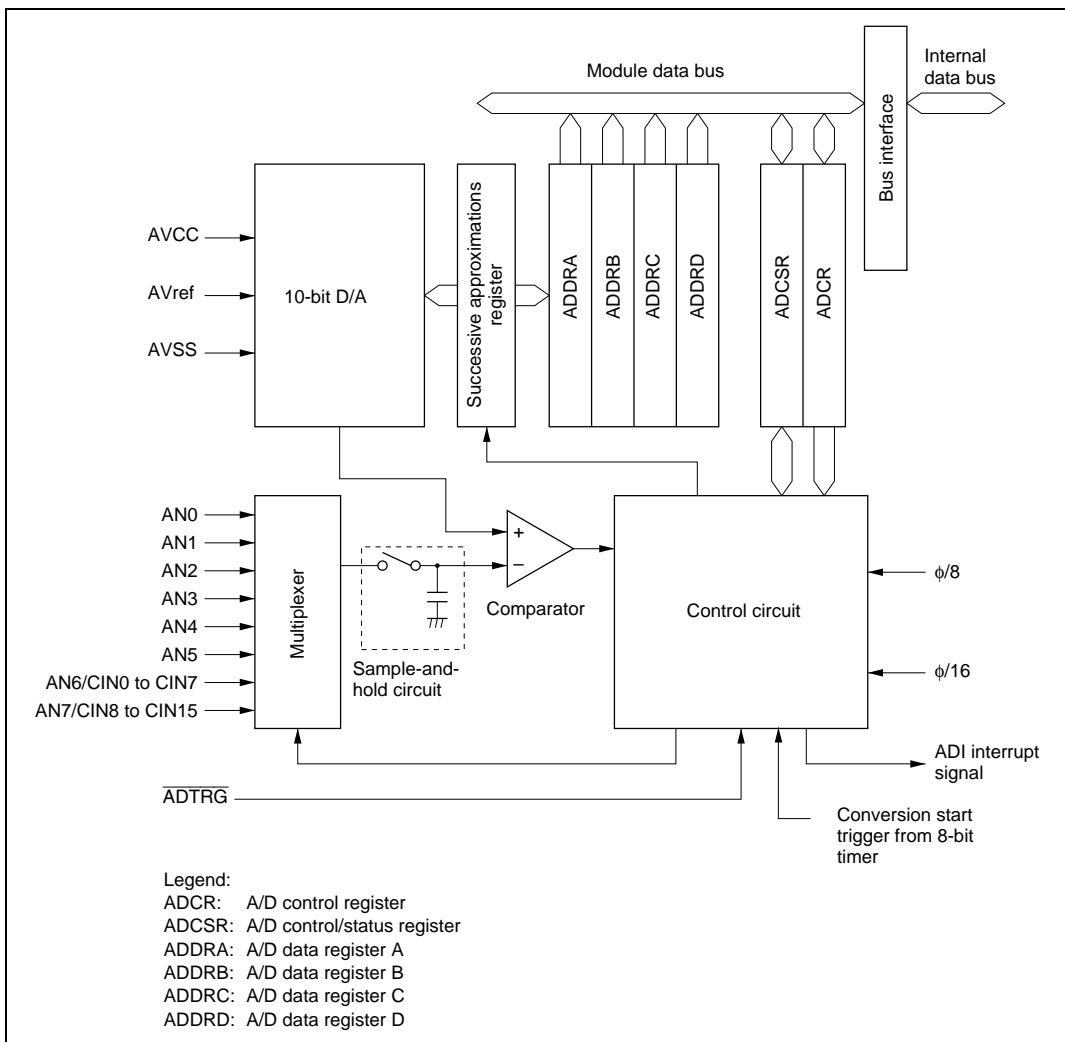 Module data bus
Internal
data bus
Bus interface
AVCC
AVref
AVSS
10-bit D/A
Successive approximations
register
ADDRA
ADDRB
ADDRC
ADDRD
ADCSR
ADCR
AN0
AN1
AN2
AN3
AN4
AN5
AN6/CIN0 to CIN7
AN7/CIN8 to CIN15
Multiplexer
+
−
Comparator
Sample-and-
hold circuit
Control circuit
ϕ/8
ϕ/16
ADI interrupt
signal
ADTRG
Conversion start
trigger from 8-bit
timer
Legend:
ADCR: A/D control register
ADCSR: A/D control/status register
ADDRA: A/D data register A
ADDRB: A/D data register B
ADDRC: A/D data register C
ADDRD: A/D data register D